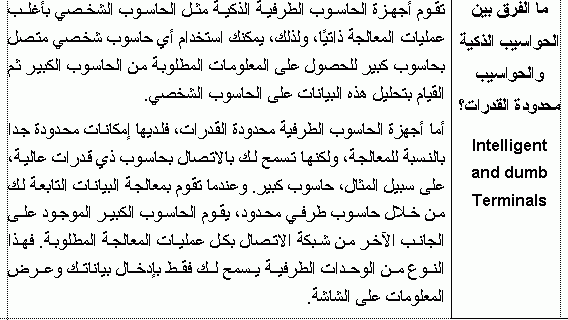 ما الفرق بين
الحواسيب الذكية
والحواسيب
محدودة القدرات؟
Intelligent
and dumb
Terminals
تقوم أجهزة الحاسوب الطرفية الذكية مثل الحاسوب الشخصي بأغلب
عمليات المعالجة ذاتيًا، ولذلك، يمكنك استخدام أي حاسوب شخصي متصل
بحاسوب كبير للحصول على المعلومات المطلوبة من الحاسوب الكبير ثم
القيام بتحليل هذه البيانات على الحاسوب الشخصي.
أما أجهزة الحاسوب الطرفية محدودة القدرات، فلديها إمكانات محدودة جدا
بالنسبة للمعالجة، ولكنها تسمح لك بالاتصال بحاسوب ذي قدرات عالية،
على سبيل المثال، حاسوب كبير. وعندما تقوم بمعالجة البيانات التابعة لك
من خلال حاسوب طرفي محدود، يقوم الحاسوب الكبير الموجود على
الجانب الآخر من شبكة الاتصال بكل عمليات المعالجة المطلوبة. فهذا
النوع من الوحدات الطرفية يسمح لك فقط بإدخال بياناتك وعرض
المعلومات على الشاشة.